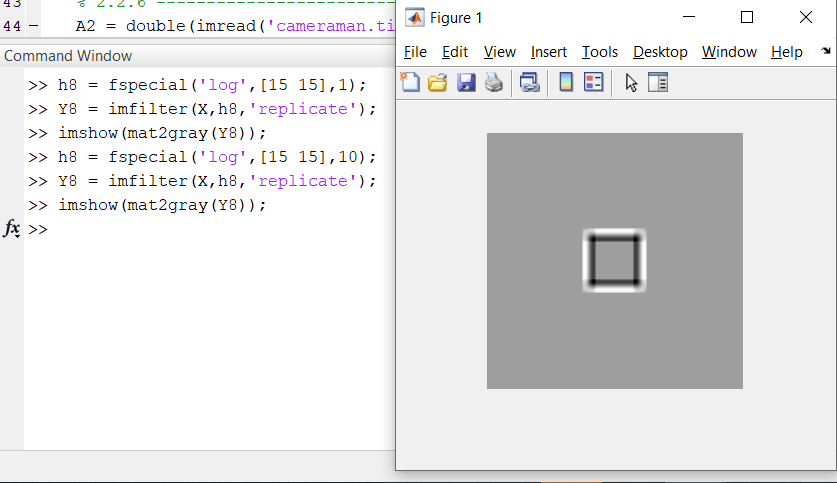 43 % 2.2.6 --------------------------
44 - A2 = double(imread('cameraman.ti
Command Window
>> h8 = fspecial('log',[15 15],1);
>> Y8 = imfilter(X,h8,'replicate');
>> imshow(mat2gray(Y8));
>> h8 = fspecial('log',[15 15],10);
>> Y8 = imfilter(X,h8,'replicate');
>> imshow(mat2gray(Y8));
fx >>
Figure 1
File Edit View Insert Tools Desktop Window Help